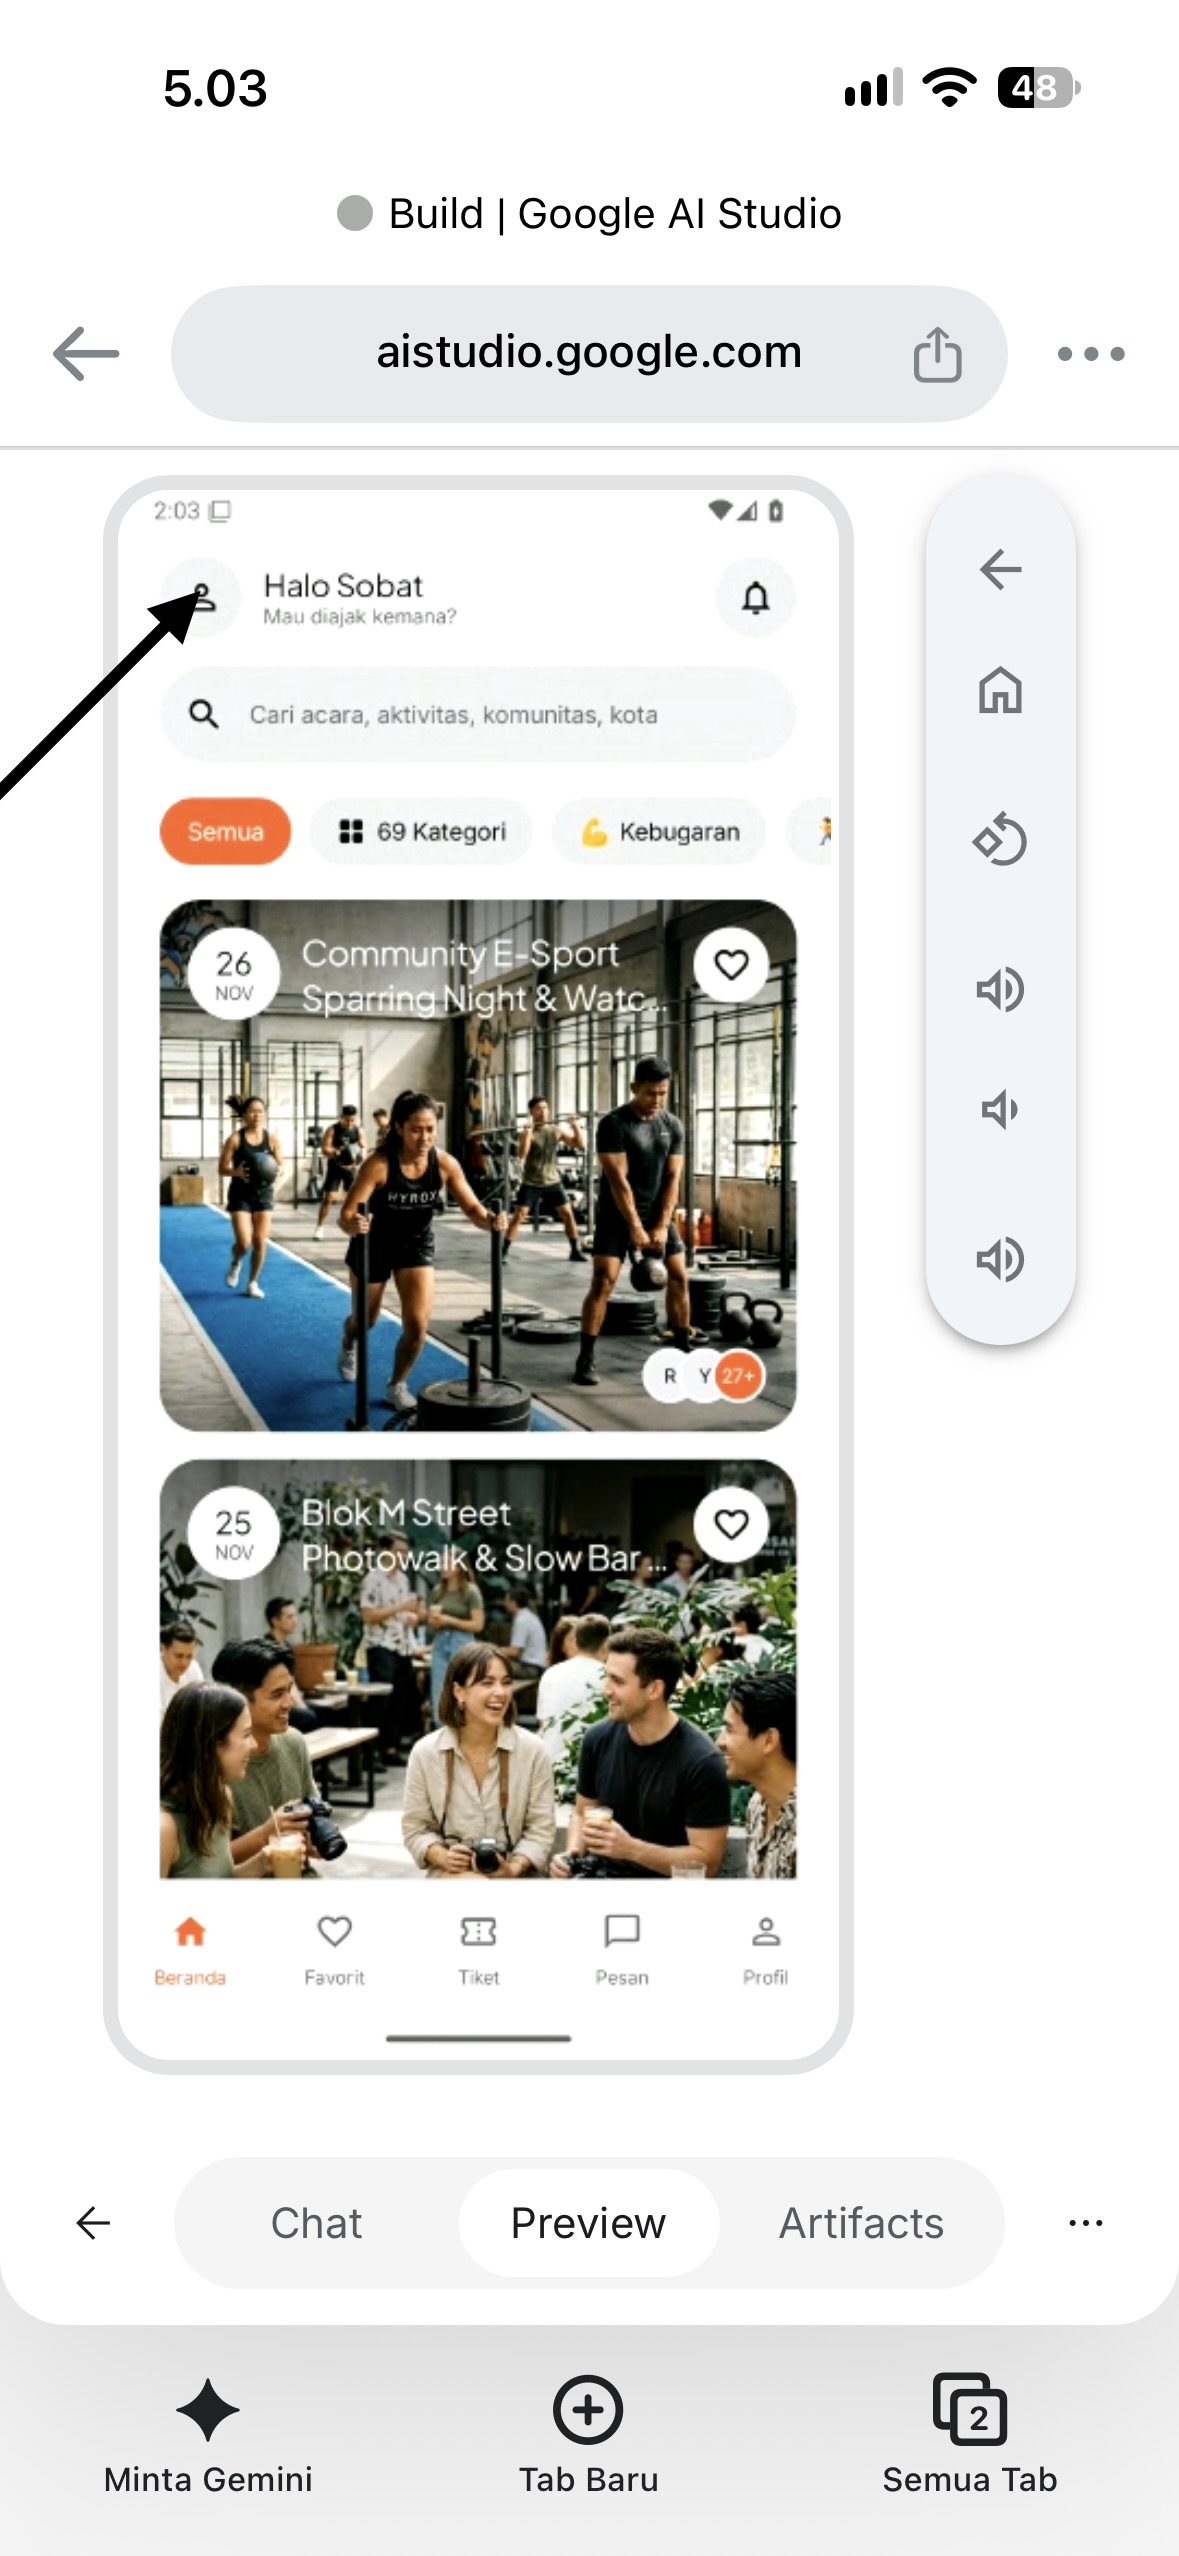 5.03
48
Build | Google AI Studio
aistudio.google.com
2:03
Halo Sobat
Mau diajak kemana?
Cari acara, aktivitas, komunitas, kota
Semua
69 Kategori
Kebugaran
26
NOV
Community E-Sport
Sparring Night & Watc...
HYROX
R
Y
27+
25
NOV
Blok M Street
Photowalk & Slow Bar ...
Beranda
Favorit
Tiket
Pesan
Profil
Chat
Preview
Artifacts
Minta Gemini
Tab Baru
2
Semua Tab